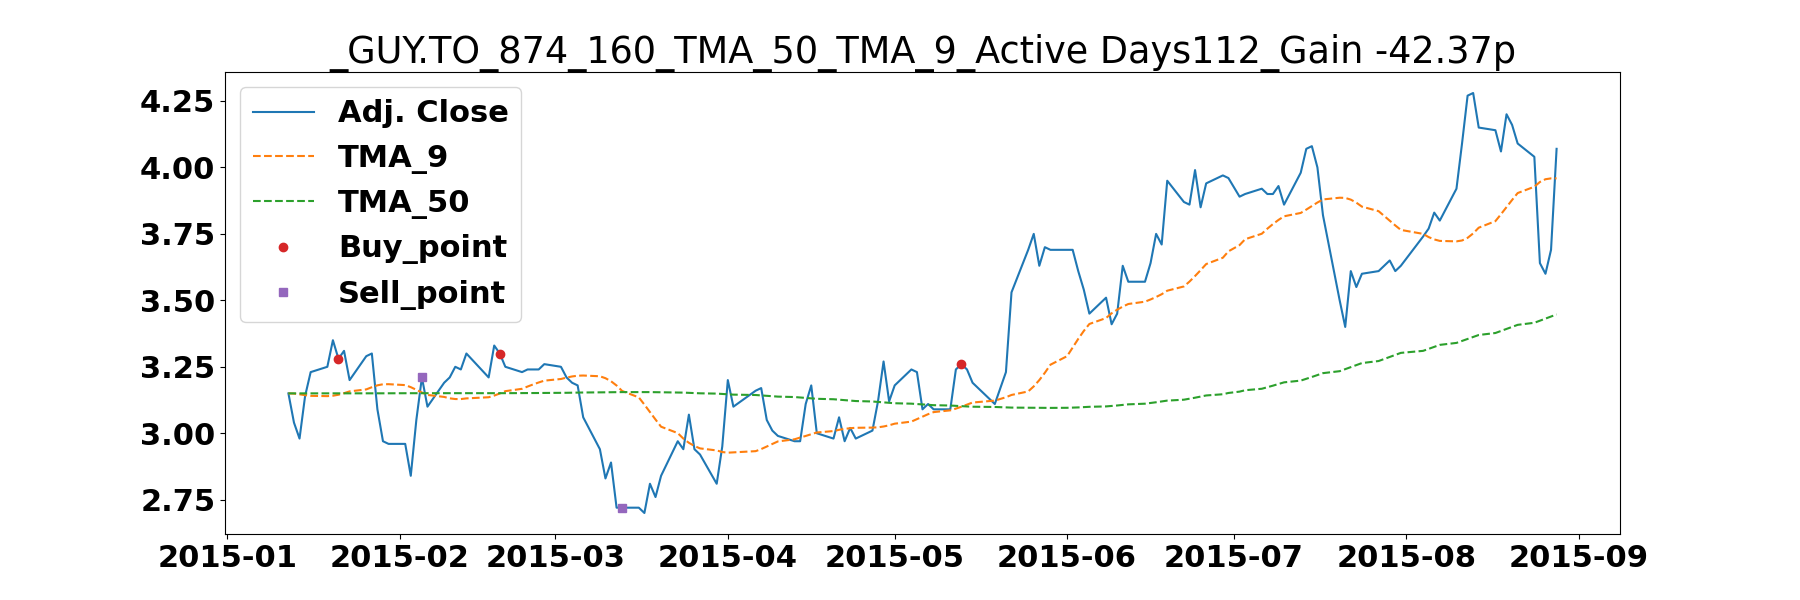 _GUY.TO_874_160_TMA_50_TMA_9_Active Days112_Gain -42.37p
Adj. Close
TMA_9
TMA_50
Buy_point
Sell_point
4.25
4.00
3.75
3.50
3.25
3.00
2.75
2015-01 2015-02 2015-03 2015-04 2015-05 2015-06 2015-07 2015-08 2015-09